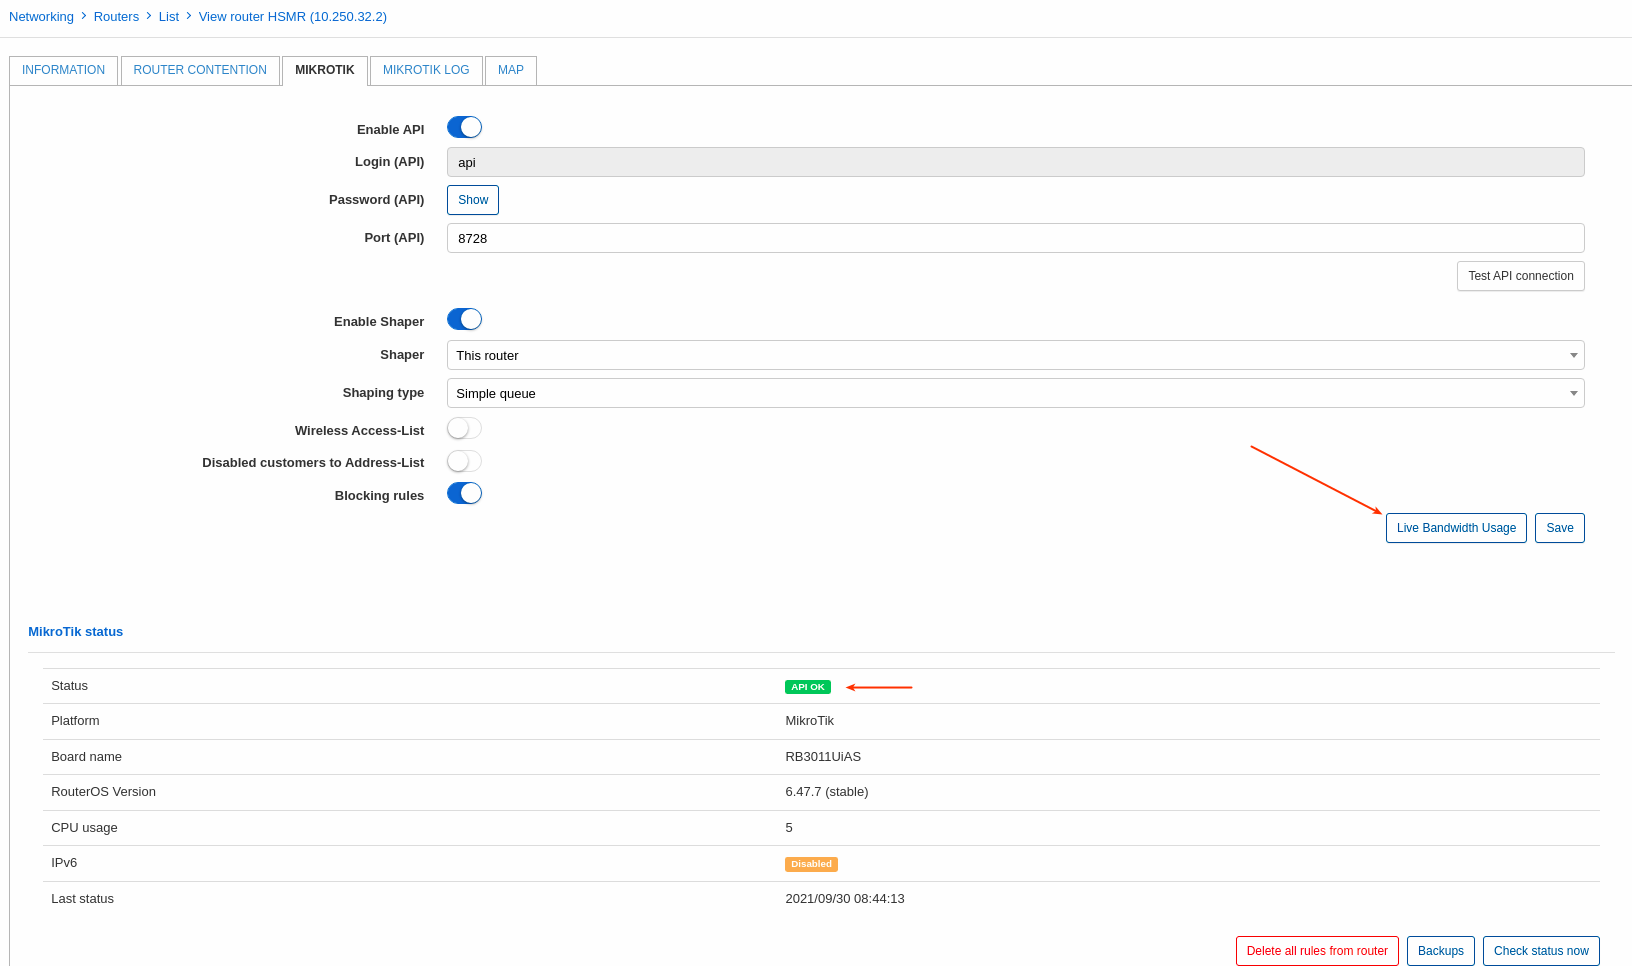 Networking > Routers > List > View router HSMR (10.250.32.2)
INFORMATION ROUTER CONTENTION MIKROTIK MIKROTIK LOG MAP
Enable API
Login (API) api
Password (API) Show
Port (API) 8728
Test API connection
Enable Shaper
Shaper This router
Shaping type Simple queue
Wireless Access-List
Disabled customers to Address-List
Blocking rules
Live Bandwidth Usage Save
MikroTik status
Status API OK
Platform MikroTik
Board name RB3011UiAS
RouterOS Version 6.47.7 (stable)
CPU usage 5
IPv6 Disabled
Last status 2021/09/30 08:44:13
Delete all rules from router Backups Check status now